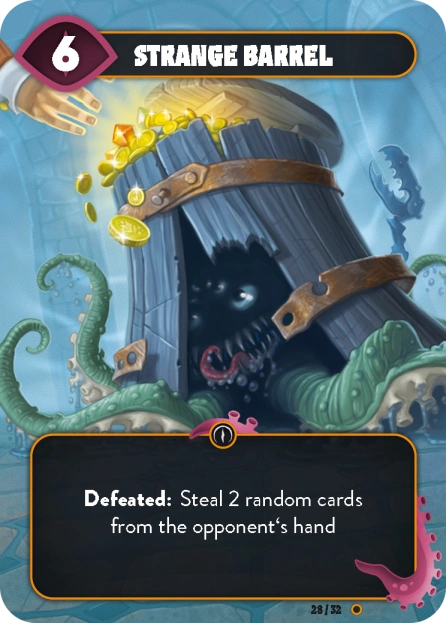 6
STRANGE BARREL
Defeated: Steal 2 random cards
from the opponent‘s hand
28/32